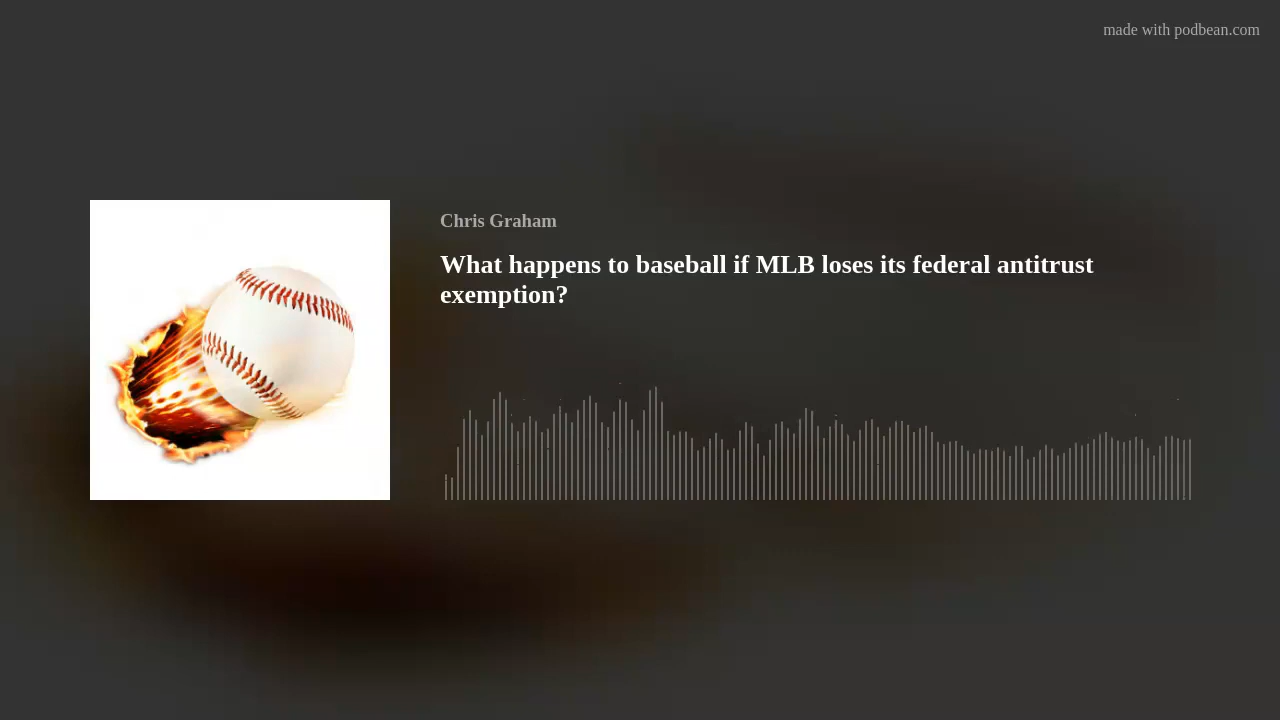 made with podbean.com
Chris Graham
What happens to baseball if MLB loses its federal antitrust
exemption?